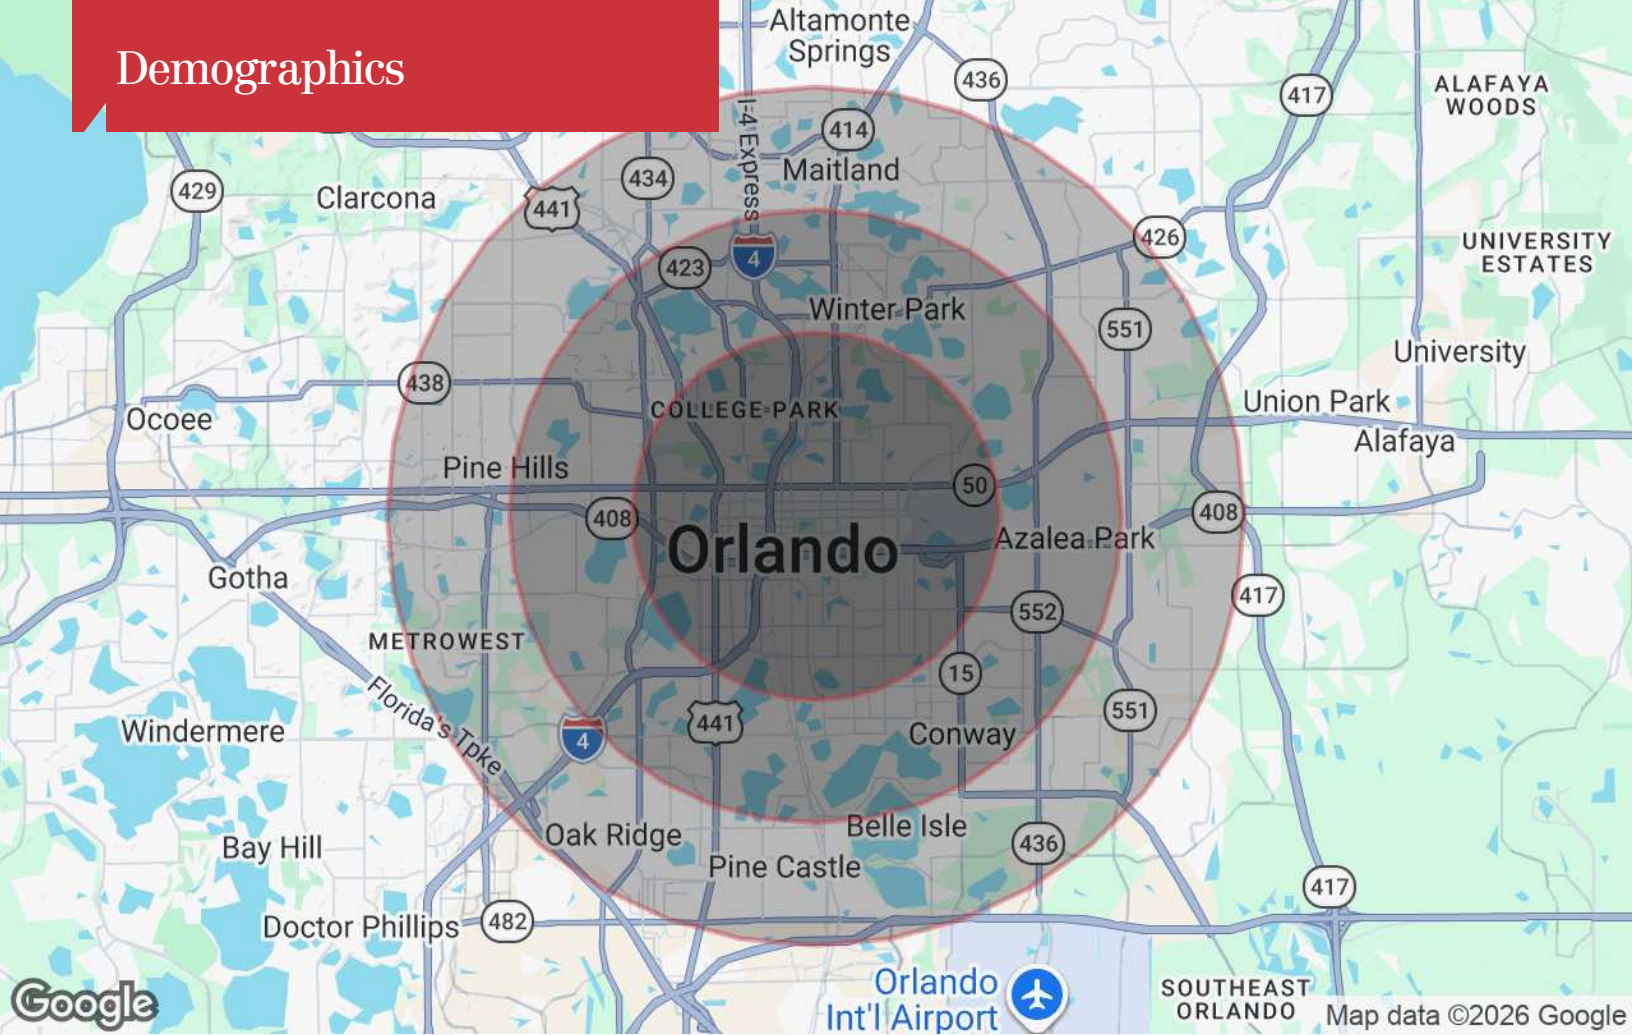 Demographics
Altamonte
Springs
436
417
ALAFAYA
WOODS
I-4 Express
414
Maitland
434
429
Clarcona
441
426
UNIVERSITY
ESTATES
423
4
Winter Park
551
University
438
COLLEGE PARK
Union Park
Ocoee
Alafaya
Pine Hills
50
408
408
Orlando
Azalea Park
Gotha
417
552
METROWEST
15
Florida's Tpke
441
551
Windermere
4
Conway
Oak Ridge
Belle Isle
Bay Hill
436
Pine Castle
417
Doctor Phillips
482
Orlando
Int'l Airport
SOUTHEAST
ORLANDO
Google
Map data ©2026 Google